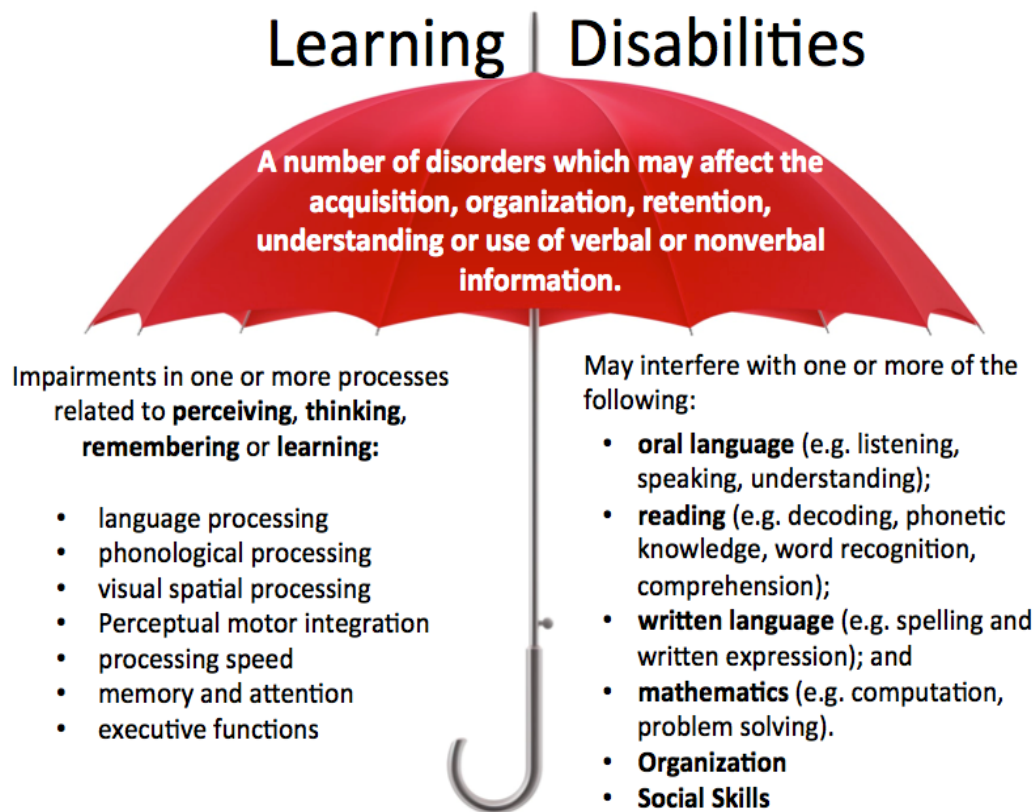 Learning Disabilities
A number of disorders which may affect the
acquisition, organization, retention,
understanding or use of verbal or nonverbal
information.
Impairments in one or more processes
related to perceiving, thinking,
remembering or learning:
• language processing
• phonological processing
• visual spatial processing
• Perceptual motor integration
• processing speed
• memory and attention
• executive functions
May interfere with one or more of the
following:
• oral language (e.g. listening,
speaking, understanding);
• reading (e.g. decoding, phonetic
knowledge, word recognition,
comprehension);
• written language (e.g. spelling and
written expression); and
• mathematics (e.g. computation,
problem solving).
• Organization
• Social Skills